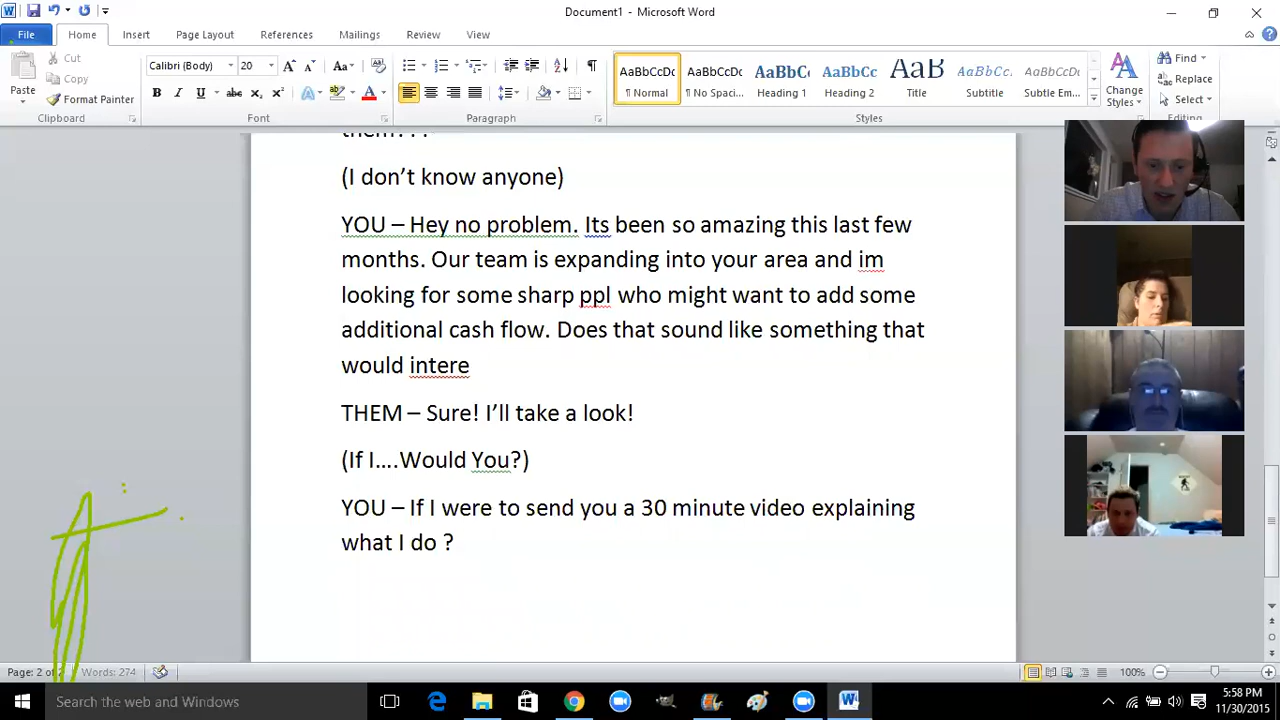 Document1 - Microsoft Word
File Home Insert Page Layout References Mailings Review View
Cut
Copy
Format Painter
Paste
Calibri (Body) 20
AaBbCcDc AaBbCcDc AaBbC AaBbCc AaB AaBbCcD AaBbCcDc
¶ Normal ¶ No Spaci... Heading 1 Heading 2 Title Subtitle Subtle Em...
Change
Styles
Find
Replace
Select
Clipboard Font Paragraph Styles Editing
(I don’t know anyone)
YOU – Hey no problem. Its been so amazing this last few
months. Our team is expanding into your area and im
looking for some sharp ppl who might want to add some
additional cash flow. Does that sound like something that
would intere
THEM – Sure! I’ll take a look!
(If I....Would You?)
YOU – If I were to send you a 30 minute video explaining
what I do ?
Page: 2 of Words: 274 100%
Search the web and Windows
5:58 PM
11/30/2015